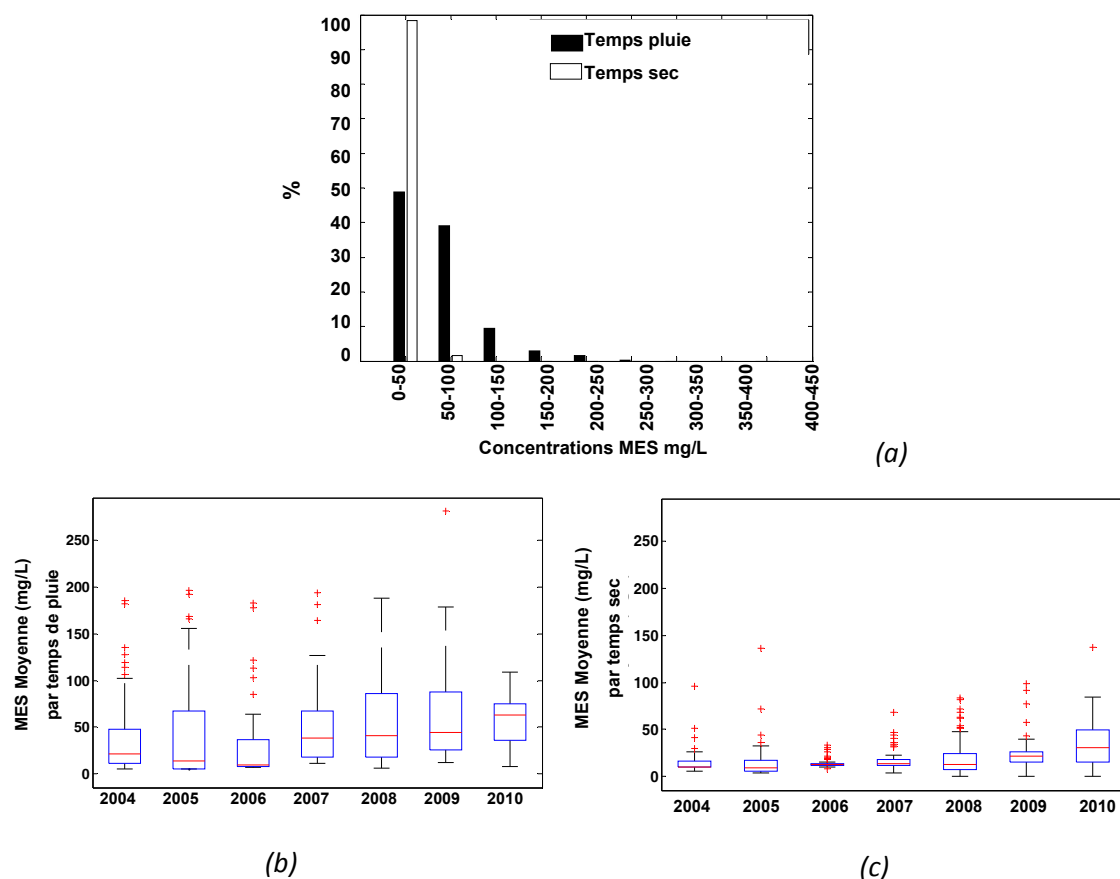 100
90
80
70
60
50
40
30
20
10
0
%
Temps pluie
Temps sec
0-50
50-100
100-150
150-200
200-250
250-300
300-350
350-400
400-450
Concentrations MES mg/L
(a)
MES Moyenne (mg/L)
par temps de pluie
250
200
150
100
50
0
2004 2005 2006 2007 2008 2009 2010
(b)
MES Moyenne (mg/L)
par temps sec
250
200
150
100
50
0
2004 2005 2006 2007 2008 2009 2010
(c)